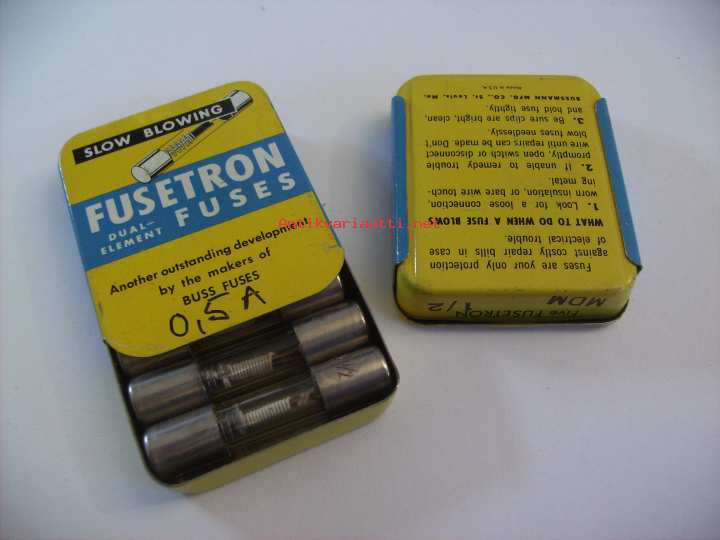 SLOW BLOWING
FUSETRON
DUAL-
ELEMENT
FUSES
Another outstanding development
by the makers of
BUSS FUSES
0,5 A
Antiksariaatti.net
Five FUSETRON
MDM 1/2
Fuses are your only protection
against costly repair bills in case
of electrical trouble.
WHAT TO DO WHEN A FUSE BLOWS
1. Look for a loose connection,
worn insulation, or bare wire touch-
ing metal.
2. If unable to remedy trouble
promptly, open switch or disconnect
wire until repairs can be made. Don't
blow fuses needlessly.
3. Be sure clips are bright, clean,
and hold fuse tightly.
BUSSMANN MFG. CO., St. Louis, Mo.
Made in U.S.A.